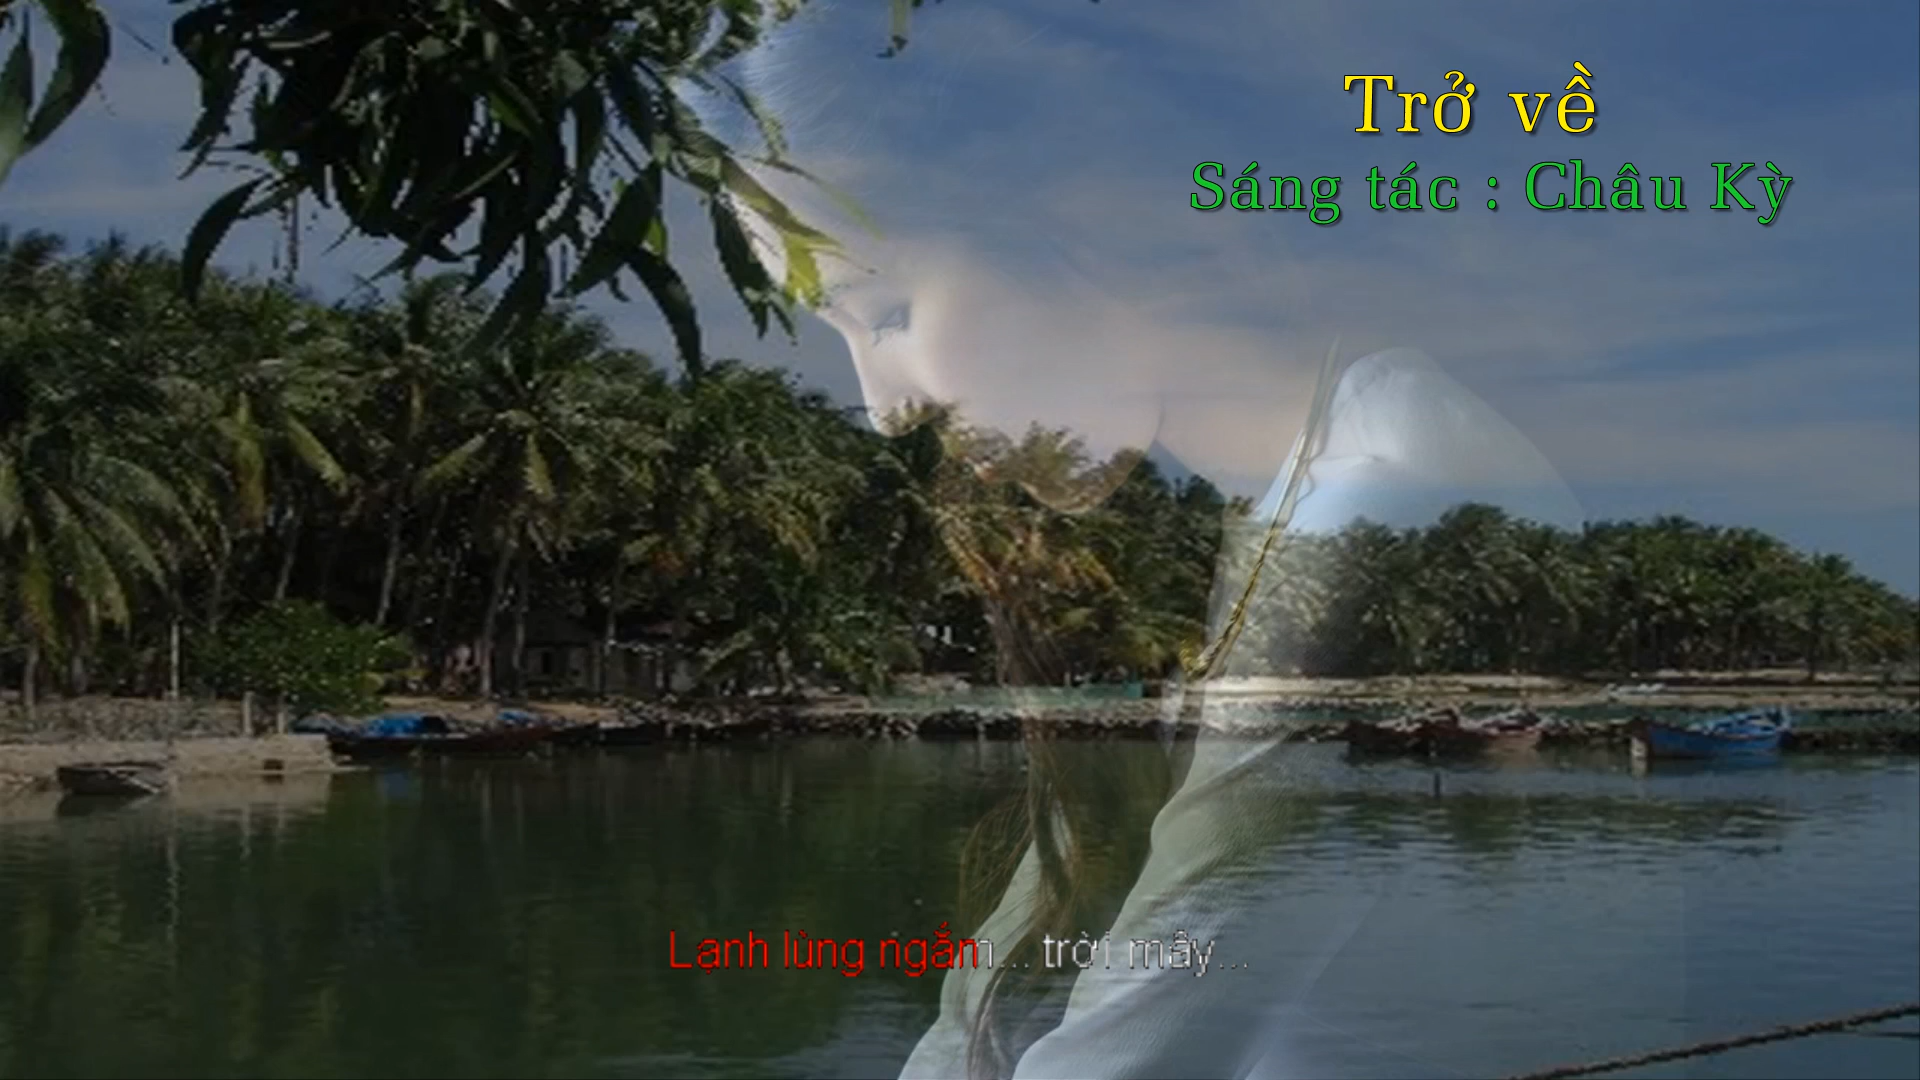 Trở về
Sáng tác : Châu Kỳ
Lạnh lùng ngắm... trời mây...